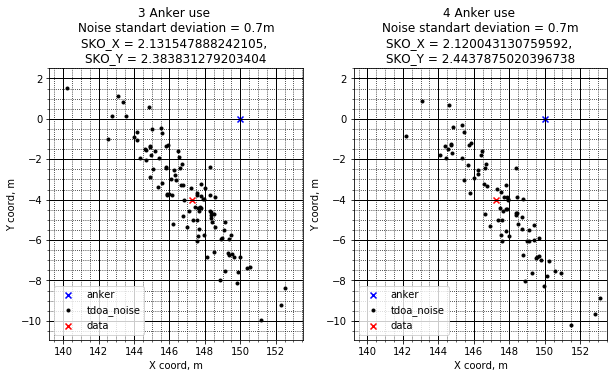 3 Anker use
Noise standart deviation = 0.7m
SKO_X = 2.131547888242105,
SKO_Y = 2.383831279203404
Y coord, m
2
0
−2
−4
−6
−8
−10
anker
tdoa_noise
data
140 142 144 146 148 150 152
X coord, m
4 Anker use
Noise standart deviation = 0.7m
SKO_X = 2.120043130759592,
SKO_Y = 2.4437875020396738
Y coord, m
2
0
−2
−4
−6
−8
−10
anker
tdoa_noise
data
140 142 144 146 148 150 152
X coord, m